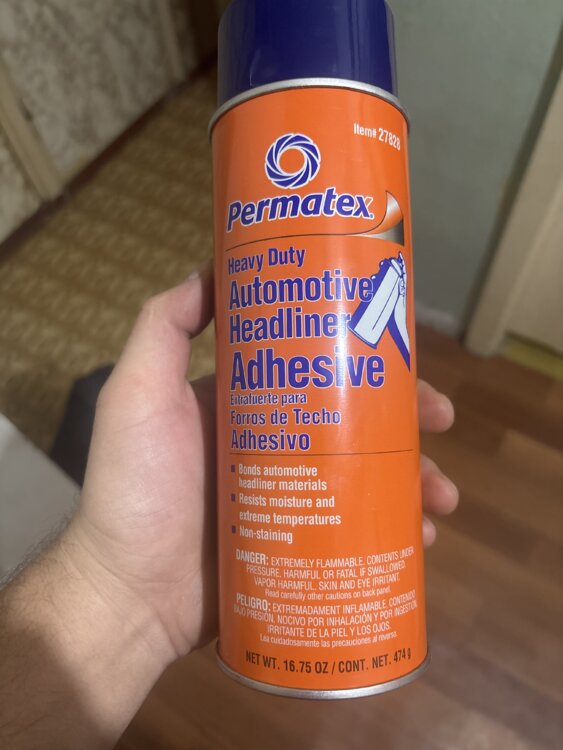 Item# 27828
Permatex.
Heavy Duty
Automotive
Headliner
Adhesive
Extrafuerte para
Forros de Techo
Adhesivo
Bonds automotive
headliner materials
Resists moisture and
extreme temperatures
Non-staining
DANGER: EXTREMELY FLAMMABLE. CONTENTS UNDER
PRESSURE. HARMFUL OR FATAL IF SWALLOWED.
VAPOR HARMFUL. SKIN AND EYE IRRITANT.
Read carefully other cautions on back panel.
PELIGRO: EXTREMADAMENT INFLAMABLE. CONTENIDO
BAJO PRESIÓN. NOCIVO POR INHALACIÓN Y POR INGESTIÓN.
IRRITANTE DE LA PIEL Y LOS OJOS.
Lea cuidadosamente las precauciones al reverso.
NET WT. 16.75 OZ / CONT. NET. 474 g